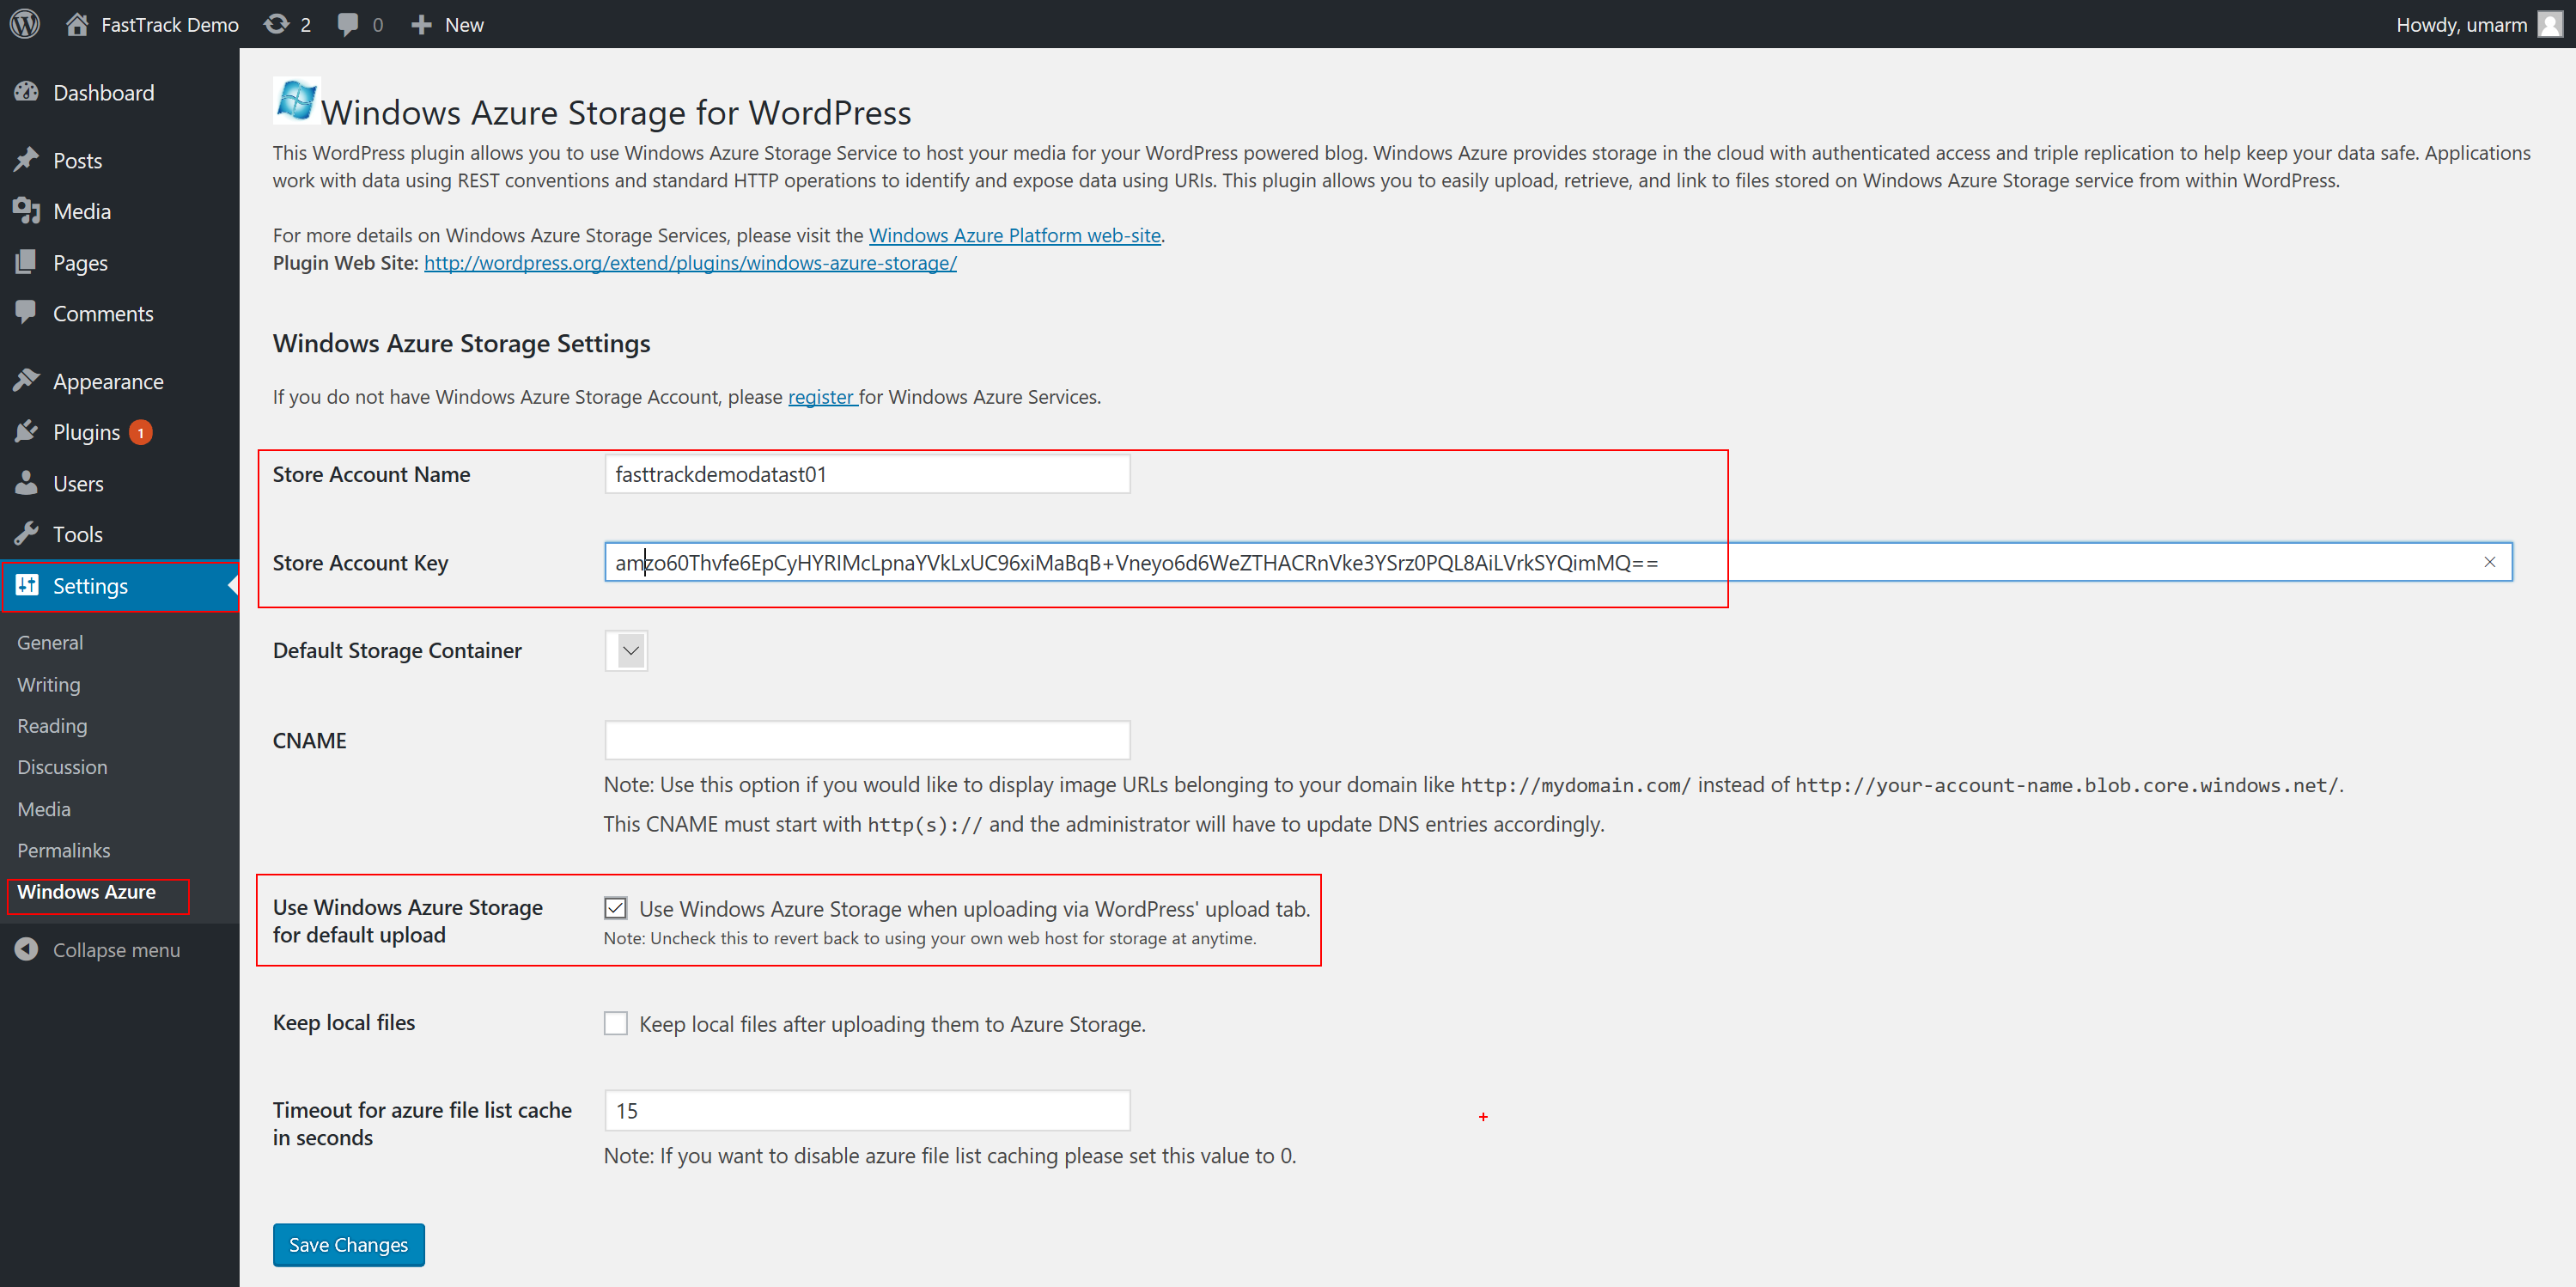 FastTrack Demo 2 0 New Howdy, umarm
Dashboard
Posts
Media
Pages
Comments
Appearance
Plugins 1
Users
Tools
Settings
General
Writing
Reading
Discussion
Media
Permalinks
Windows Azure
Collapse menu
Windows Azure Storage for WordPress
This WordPress plugin allows you to use Windows Azure Storage Service to host your media for your WordPress powered blog. Windows Azure provides storage in the cloud with authenticated access and triple replication to help keep your data safe. Applications
work with data using REST conventions and standard HTTP operations to identify and expose data using URIs. This plugin allows you to easily upload, retrieve, and link to files stored on Windows Azure Storage service from within WordPress.
For more details on Windows Azure Storage Services, please visit the Windows Azure Platform web-site.
Plugin Web Site: http://wordpress.org/extend/plugins/windows-azure-storage/
Windows Azure Storage Settings
If you do not have Windows Azure Storage Account, please register for Windows Azure Services.
Store Account Name fasttrackdemodatast01
Store Account Key amzo60Thvfe6EpCyHYRIMcLpnaYVkLxUC96xiMaBqB+Vneyo6d6WeZTHACRnVke3YSrz0PQL8AiLVrkSYQimMQ==
Default Storage Container
CNAME
Note: Use this option if you would like to display image URLs belonging to your domain like http://mydomain.com/ instead of http://your-account-name.blob.core.windows.net/.
This CNAME must start with http(s):// and the administrator will have to update DNS entries accordingly.
Use Windows Azure Storage
for default upload
Use Windows Azure Storage when uploading via WordPress' upload tab.
Note: Uncheck this to revert back to using your own web host for storage at anytime.
Keep local files Keep local files after uploading them to Azure Storage.
Timeout for azure file list cache
in seconds
15
Note: If you want to disable azure file list caching please set this value to 0.
Save Changes